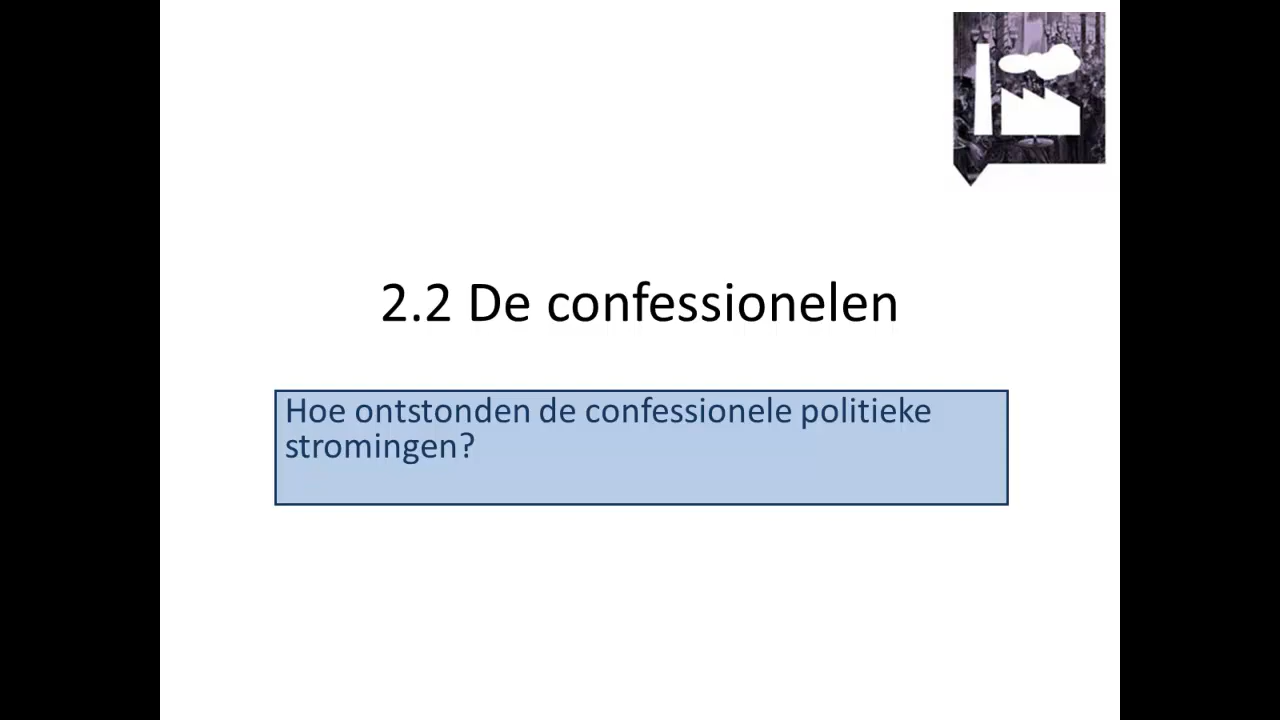 2.2 De confessionelen
Hoe ontstonden de confessionele politieke
stromingen?